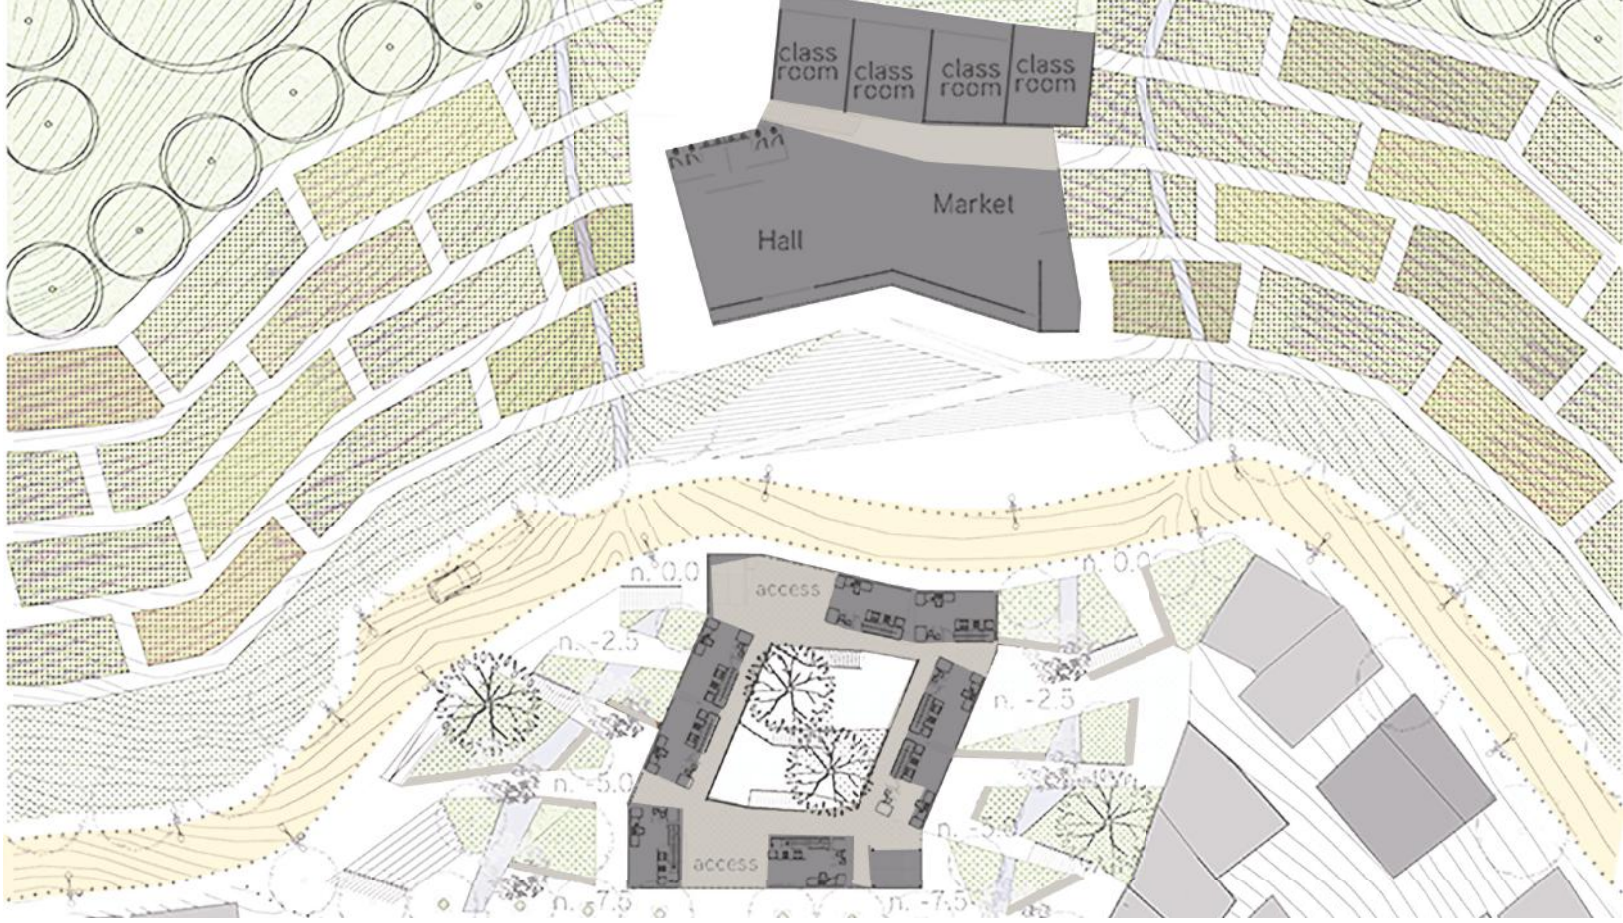 class
room
class
room
class
room
class
room
Market
Hall
n. 0.0
access
n. 0.0
n. -2.5
n. -2.5
n. -5.0
n. -5.0
access
n. -7.5
n. -7.5